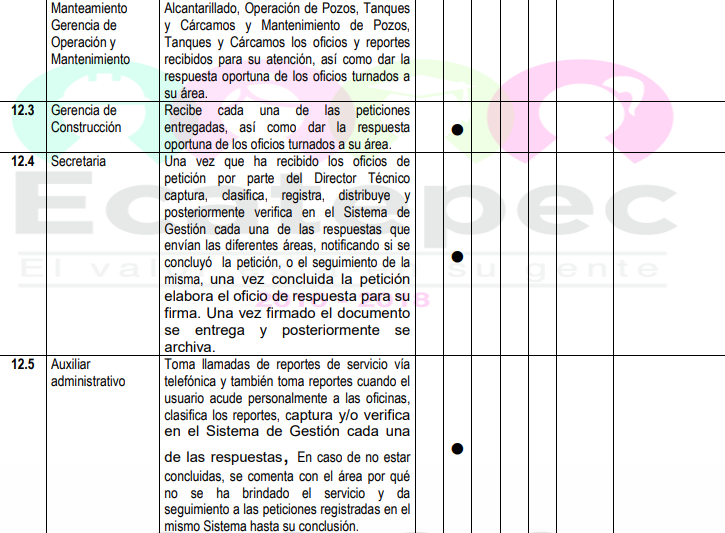 Manteamiento
Gerencia de
Operación y
Mantenimiento
Alcantarillado, Operación de Pozos, Tanques
y Cárcamos y Mantenimiento de Pozos,
Tanques y Cárcamos los oficios y reportes
recibidos para su atención, así como dar la
respuesta oportuna de los oficios turnados a
su área.
12.3
Gerencia de
Construcción
Recibe cada una de las peticiones
entregadas, así como dar la respuesta
oportuna de los oficios turnados a su área.
12.4
Secretaria
Una vez que ha recibido los oficios de
petición por parte del Director Técnico
captura, clasifica, registra, distribuye y
posteriormente verifica en el Sistema de
Gestión cada una de las respuestas que
envían las diferentes áreas, notificando si se
concluyó la petición, o el seguimiento de la
misma, una vez concluida la petición
elabora el oficio de respuesta para su
firma. Una vez firmado el documento
se entrega y posteriormente se
archiva.
12.5
Auxiliar
administrativo
Toma llamadas de reportes de servicio vía
telefónica y también toma reportes cuando el
usuario acude personalmente a las oficinas,
clasifica los reportes, captura y/o verifica
en el Sistema de Gestión cada una
de las respuestas, En caso de no estar
concluidas, se comenta con el área por qué
no se ha brindado el servicio y da
seguimiento a las peticiones registradas en el
mismo Sistema hasta su conclusión.
Ecatepec